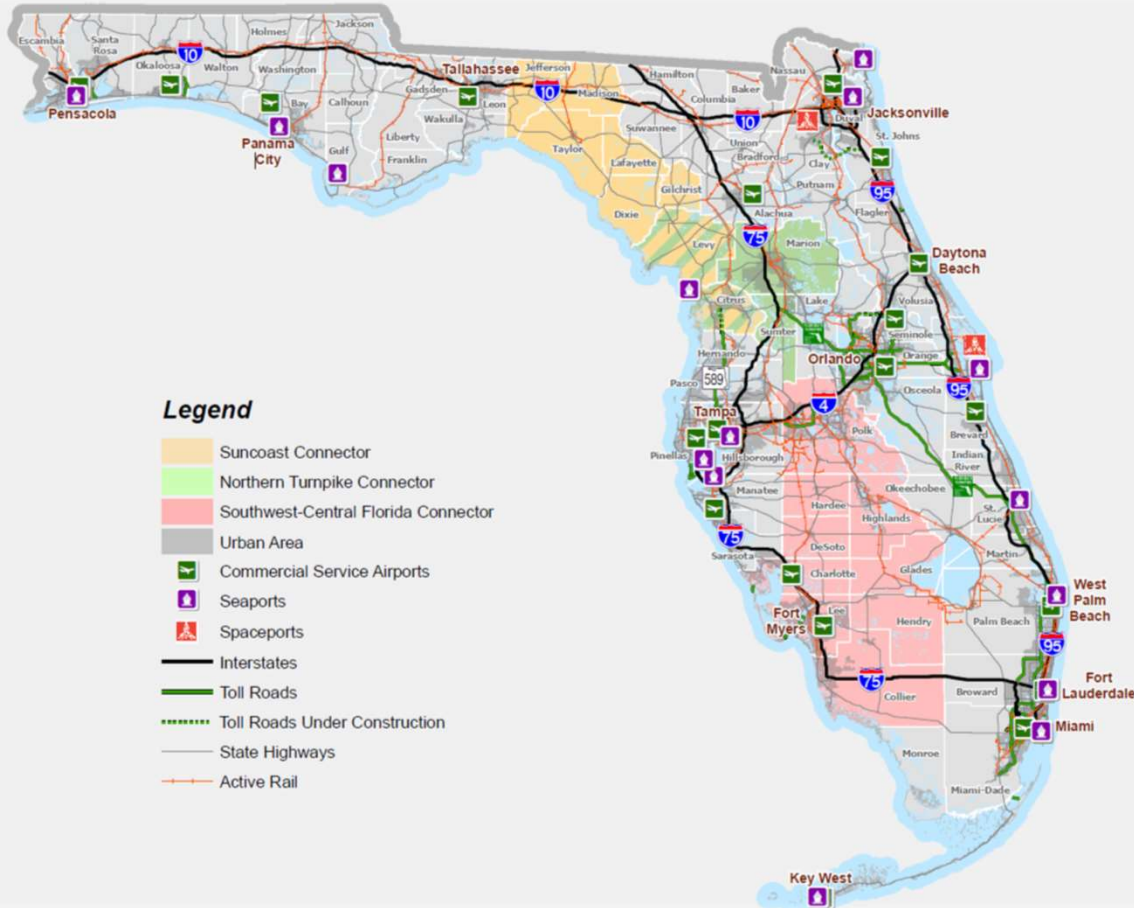 Jackson
Holmes
Escambia
Santa
Rosa
10
Okaloosa
Walton
Washington
Tallahassee
Jefferson
Gadsden
Leon
10
Madison
Hamilton
Nassau
Baker
Columbia
Pensacola
Bay
Calhoun
Wakulla
Suwannee
10
Duval
Jacksonville
Panama
City
Liberty
Gulf
Franklin
Taylor
Lafayette
Union
Bradford
Clay
St. Johns
Gilchrist
Putnam
95
Dixie
Alachua
Flagler
75
Levy
Marion
Daytona
Beach
Citrus
Lake
Volusia
Sumter
Seminole
Hernando
Orlando
Orange
589
Pasco
Osceola
95
4
Tampa
Polk
Brevard
Pinellas
Hillsborough
Indian
River
Manatee
Okeechobee
Hardee
Highlands
St.
Lucie
75
Sarasota
DeSoto
Martin
Charlotte
Glades
West
Palm
Beach
Fort
Myers
Lee
Hendry
Palm Beach
95
75
Collier
Broward
Fort
Lauderdale
Miami
Monroe
Miami-Dade
Key West
Legend
Suncoast Connector
Northern Turnpike Connector
Southwest-Central Florida Connector
Urban Area
Commercial Service Airports
Seaports
Spaceports
Interstates
Toll Roads
Toll Roads Under Construction
State Highways
Active Rail